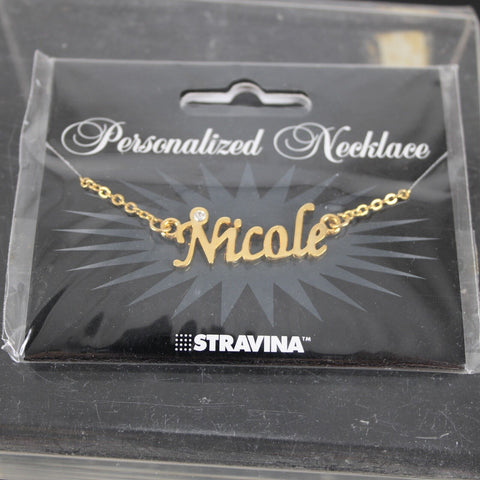 Personalized Necklace
Nicole
STRAVINA™